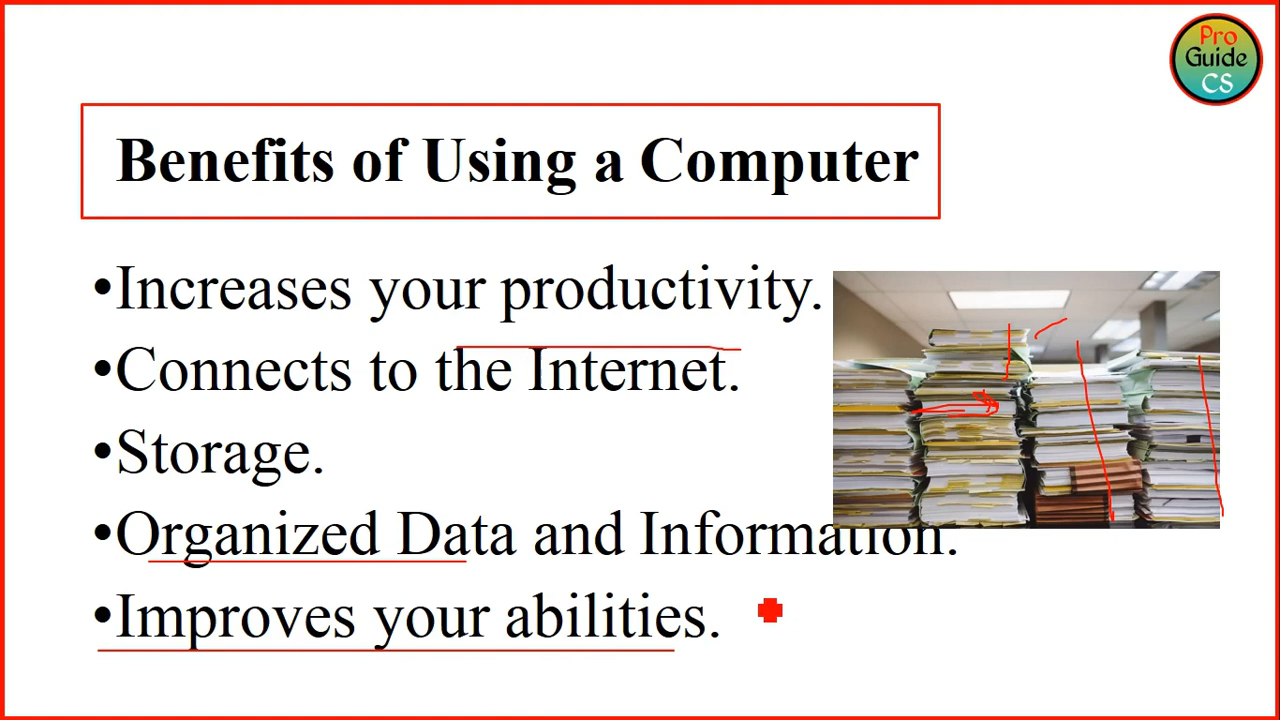 Pro
Guide
CS
Benefits of Using a Computer
•Increases your productivity.
•Connects to the Internet.
•Storage.
•Organized Data and Information.
•Improves your abilities.